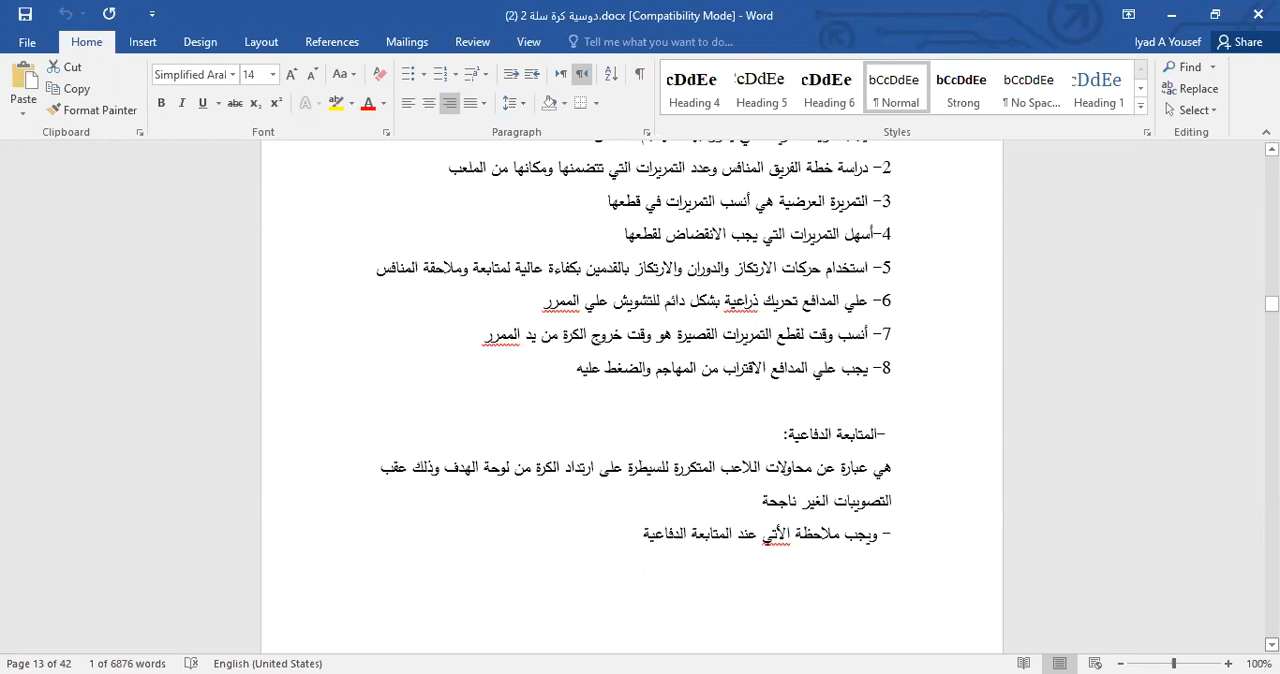 دوسية كرة سلة 2 (2).docx [Compatibility Mode] - Word
File Home Insert Design Layout References Mailings Review View Tell me what you want to do... Iyad A Yousef Share
Paste Cut Copy Format Painter
Simplified Aral 14
Clipboard Font Paragraph Styles Editing
cDdEe cDdEe cDdEe bCcDdEe bCcDdEe bCcDdEe cDdEe
Heading 4 Heading 5 Heading 6 ¶ Normal Strong ¶ No Spac... Heading 1
Find Replace Select
2- دراسة خطة الفريق المنافس وعدد التمريرات التي تتضمنها ومكانها من الملعب
3- التمريرة العرضية هي أنسب التمريرات في قطعها
4-أسهل التمريرات التي يجب الانقضاض لقطعها
5- استخدام حركات الارتكاز والدوران والارتكاز بالقدمين بكفاءة عالية لمتابعة وملاحقة المنافس
6- علي المدافع تحريك ذراعية بشكل دائم للتشويش علي الممرر
7- أنسب وقت لقطع التمريرات القصيرة هو وقت خروج الكرة من يد الممرر
8- يجب علي المدافع الاقتراب من المهاجم والضغط عليه
-المتابعة الدفاعية:
هي عبارة عن محاولات اللاعب المتكررة للسيطرة على ارتداد الكرة من لوحة الهدف وذلك عقب
التصويبات الغير ناجحة
- ويجب ملاحظة الأتي عند المتابعة الدفاعية
Page 13 of 42 1 of 6876 words English (United States) 100%